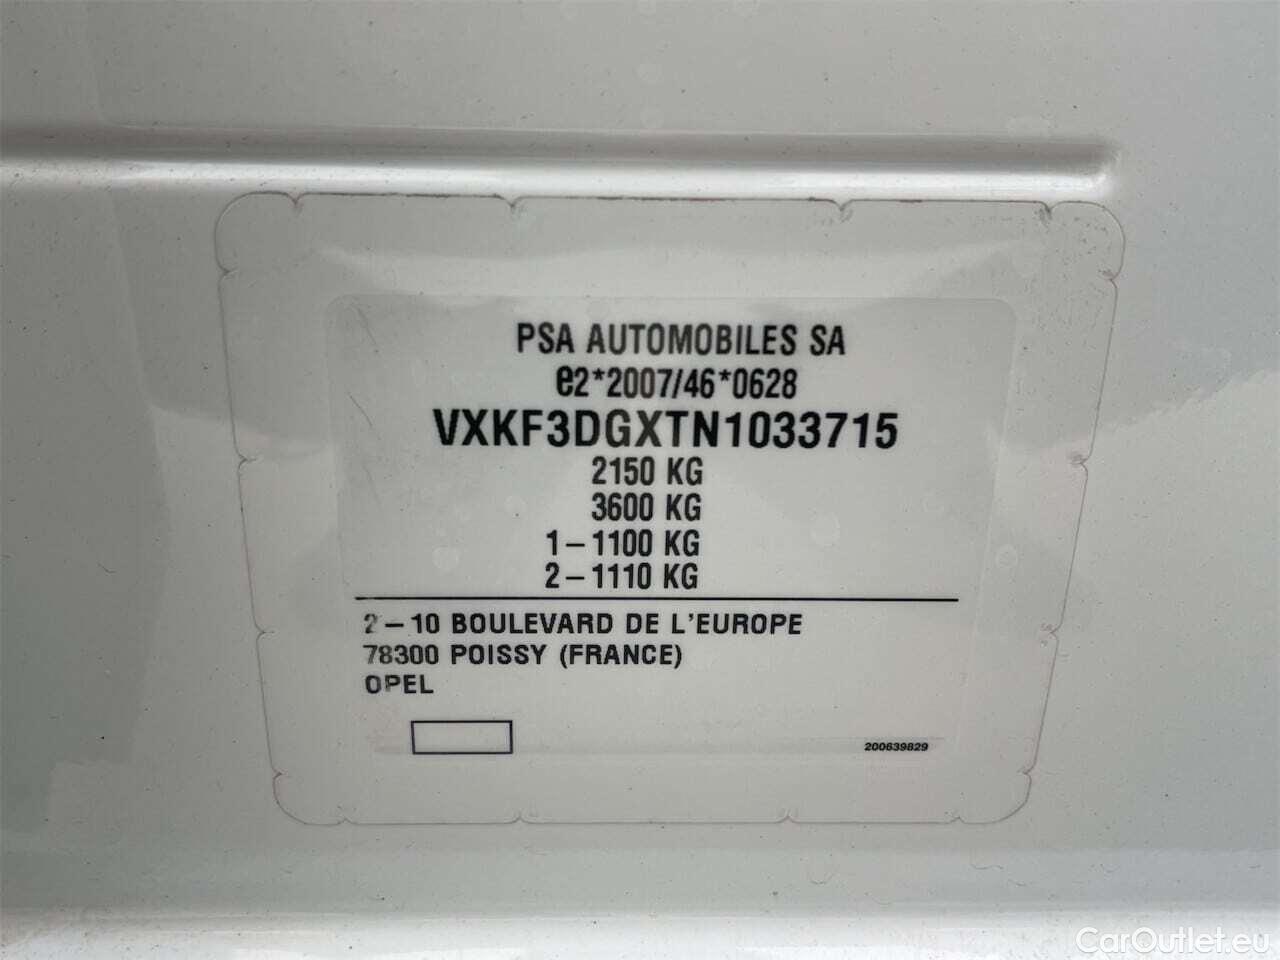 PSA AUTOMOBILES SA
e2*2007/46*0628
VXKF3DGXTN1033715
2150 KG
3600 KG
1-1100 KG
2-1110 KG
2-10 BOULEVARD DE L'EUROPE
78300 POISSY (FRANCE)
OPEL
200639829
CarOutlet.eu